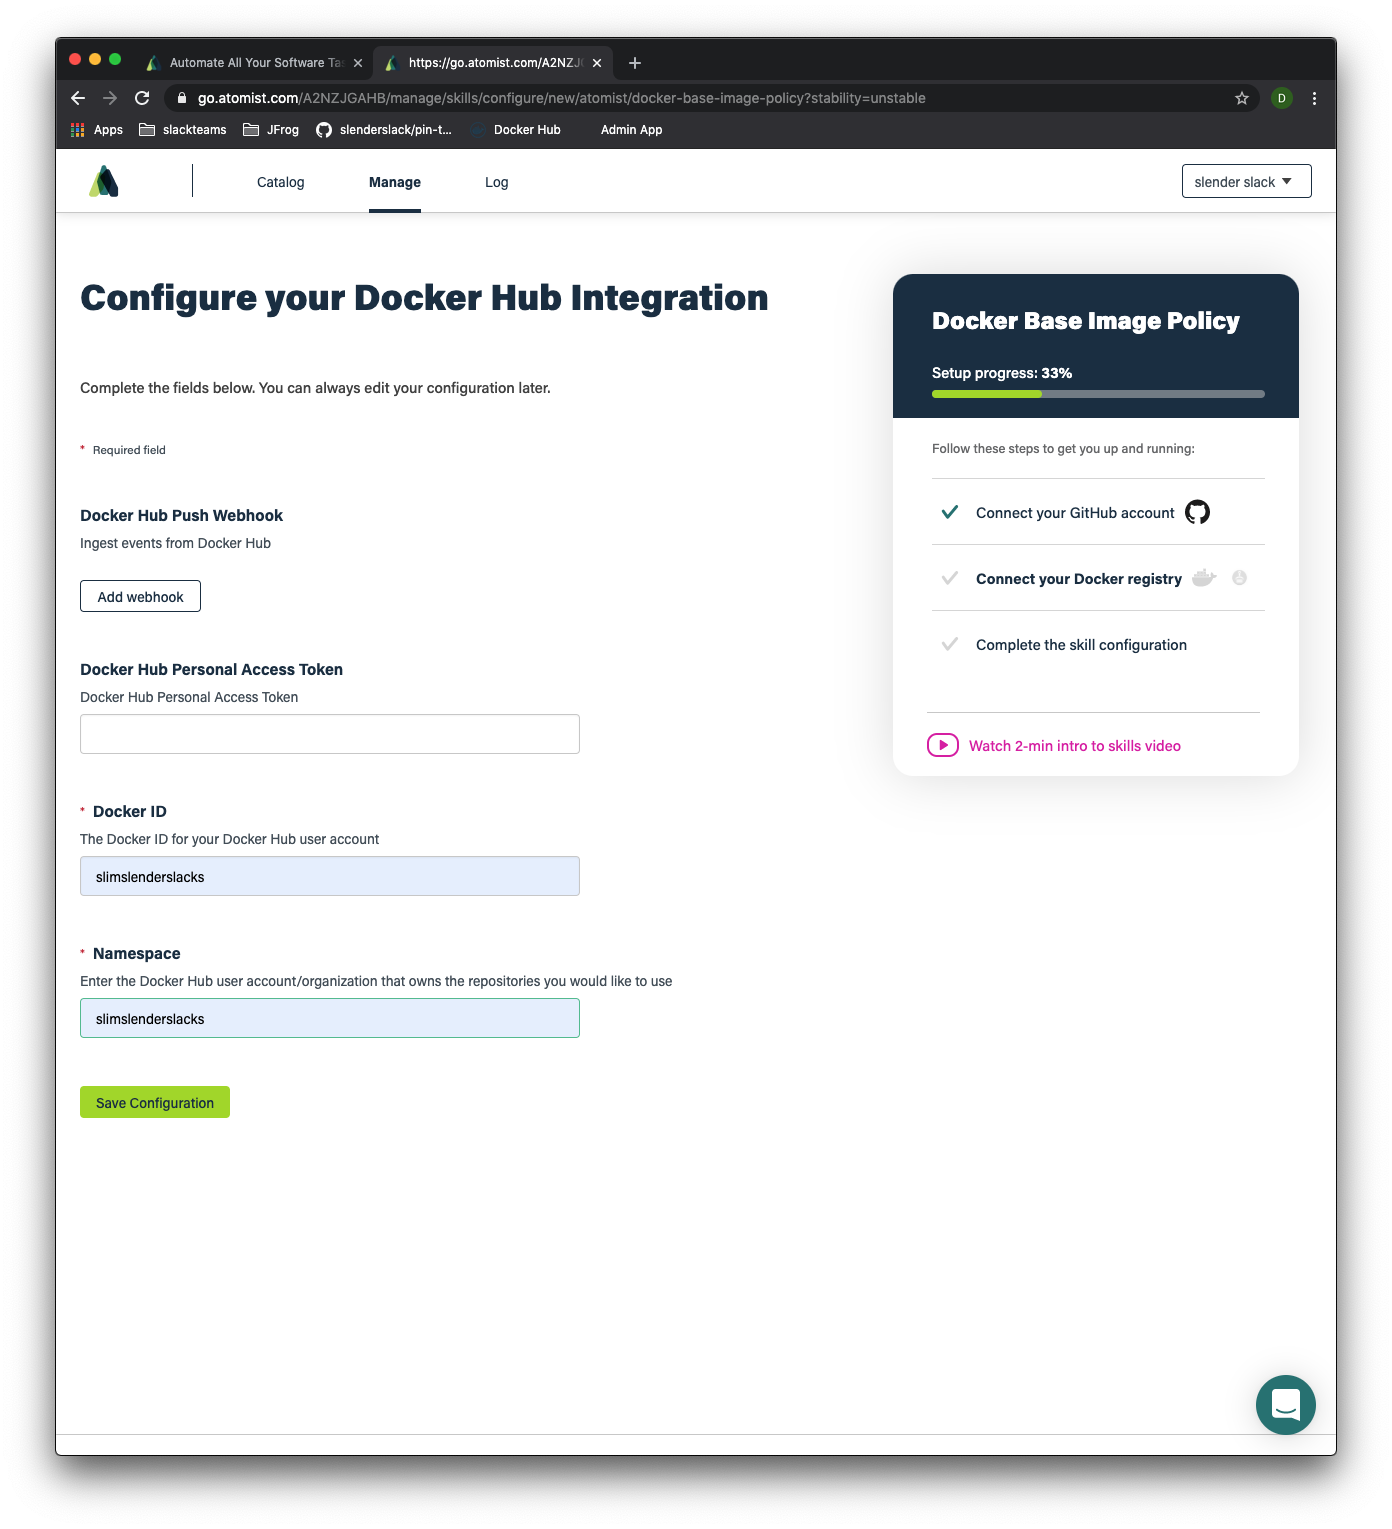 Automate All Your Software Ta
https://go.atomist.com/A2NZJ
go.atomist.com/A2NZJGAHB/manage/skills/configure/new/atomist/docker-base-image-policy?stability=unstable
D
Apps
slackteams
JFrog
slenderslack/pin-t...
Docker Hub
Admin App
Catalog
Manage
Log
slender slack
Configure your Docker Hub Integration
Complete the fields below. You can always edit your configuration later.
* Required field
Docker Hub Push Webhook
Ingest events from Docker Hub
Add webhook
Docker Hub Personal Access Token
Docker Hub Personal Access Token
* Docker ID
The Docker ID for your Docker Hub user account
slimslenderslacks
* Namespace
Enter the Docker Hub user account/organization that owns the repositories you would like to use
slimslenderslacks
Save Configuration
Docker Base Image Policy
Setup progress: 33%
Follow these steps to get you up and running:
Connect your GitHub account
Connect your Docker registry
Complete the skill configuration
Watch 2-min intro to skills video